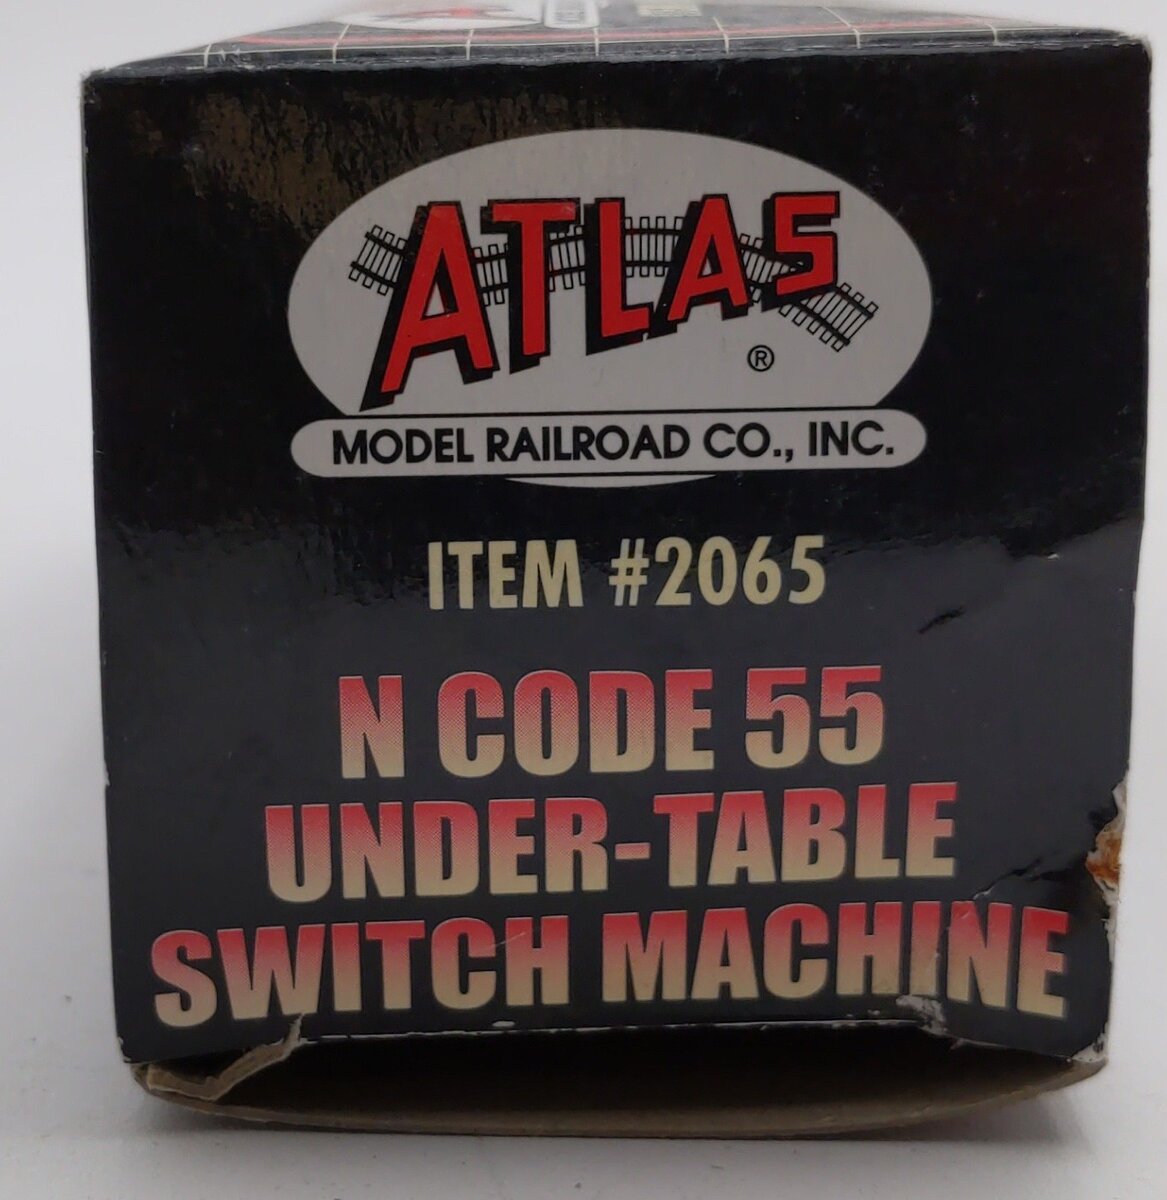 ATLAS
®
MODEL RAILROAD CO., INC.
ITEM #2065
N CODE 55
UNDER-TABLE
SWITCH MACHINE